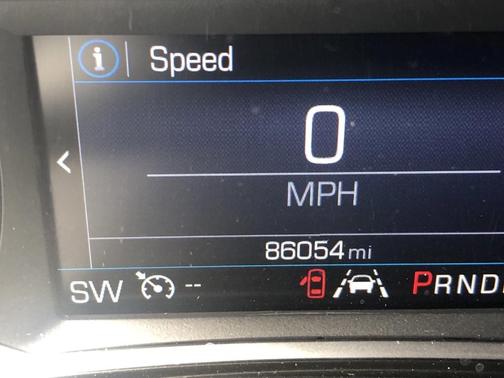 i Speed
0
MPH
86054 mi
SW -- PRND